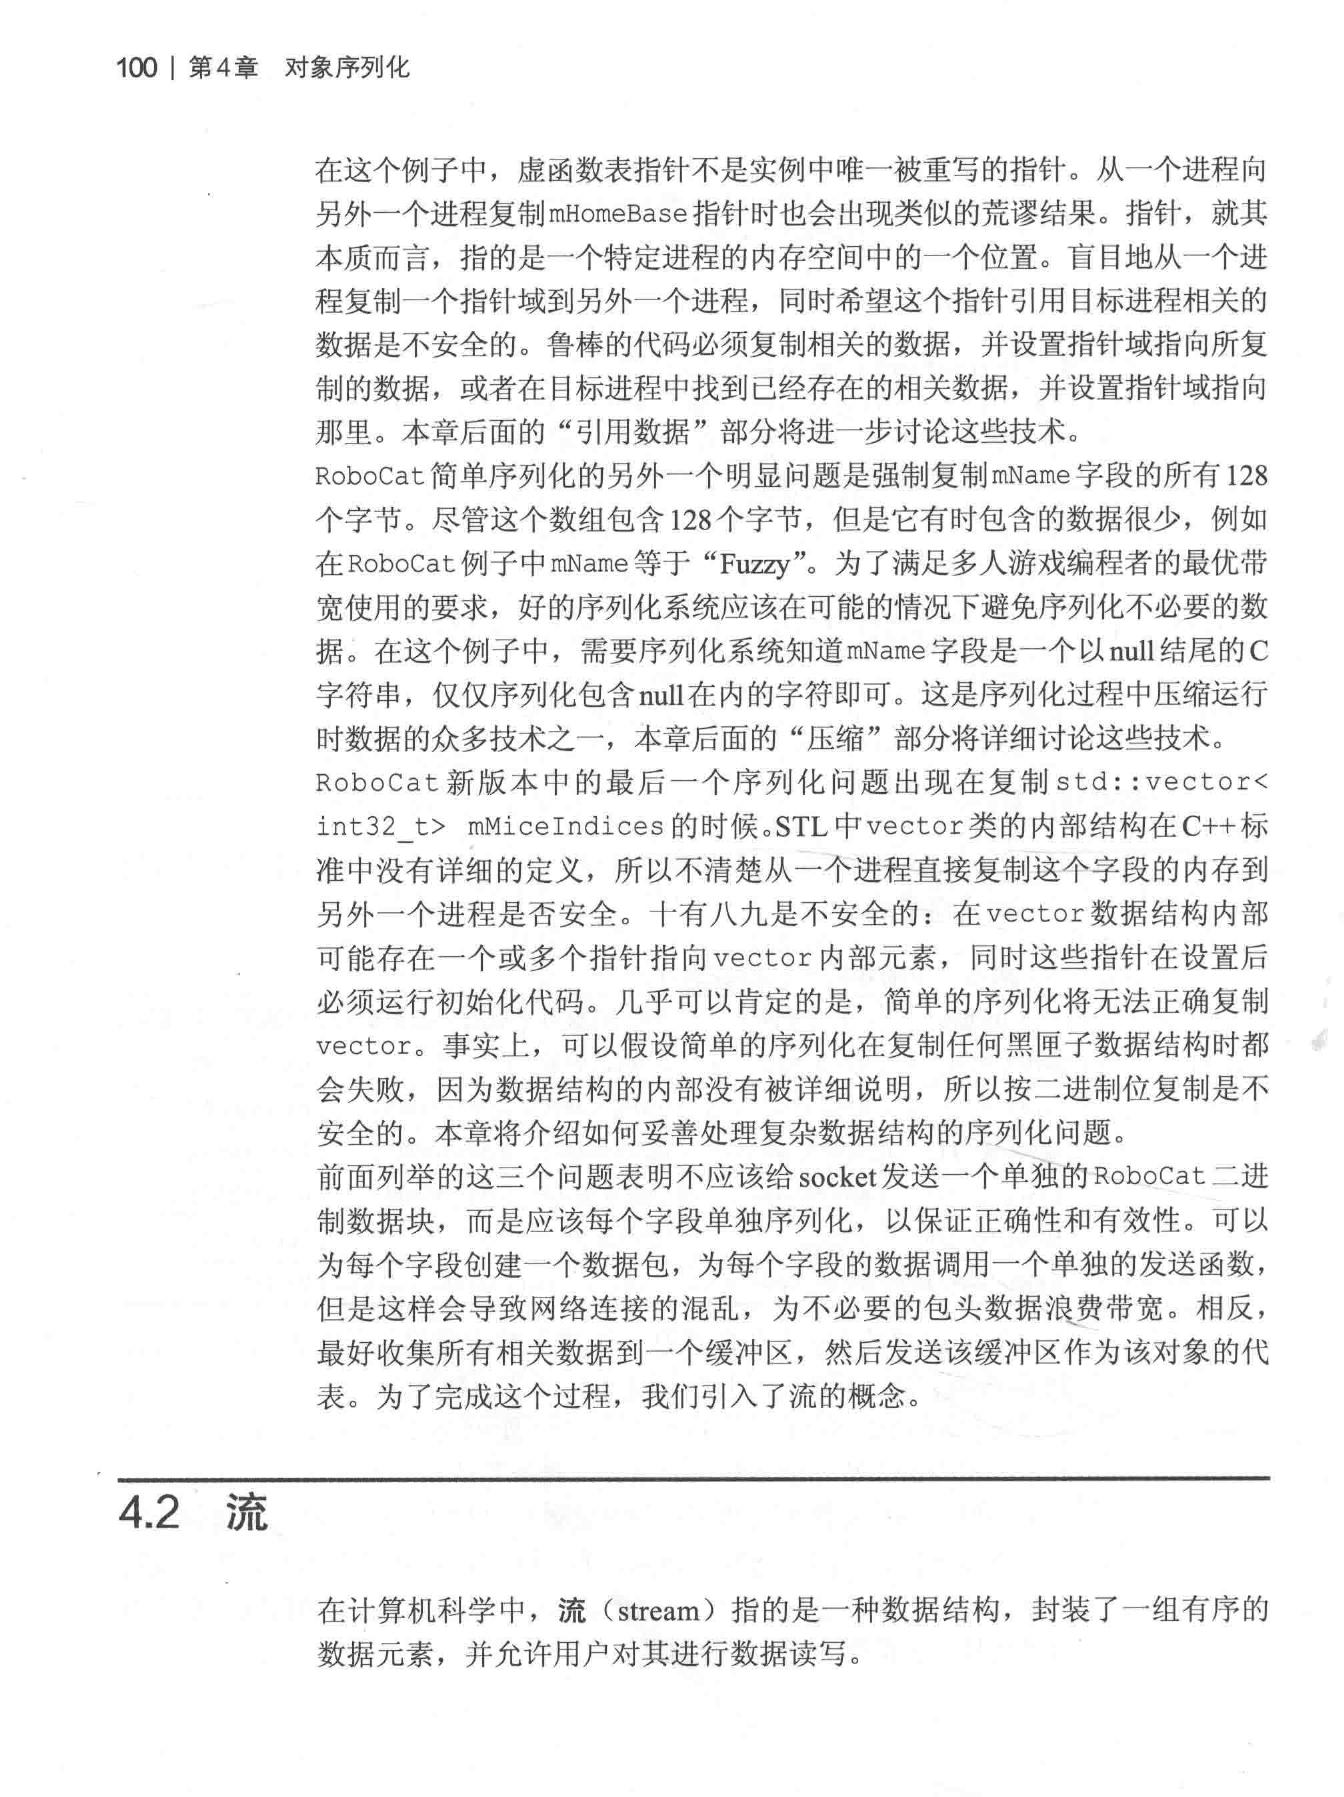 100 | 第4章　对象序列化
在这个例子中，虚函数表指针不是实例中唯一被重写的指针。从一个进程向
另外一个进程复制mHomeBase指针时也会出现类似的荒谬结果。指针，就其
本质而言，指的是一个特定进程的内存空间中的一个位置。盲目地从一个进
程复制一个指针域到另外一个进程，同时希望这个指针引用目标进程相关的
数据是不安全的。鲁棒的代码必须复制相关的数据，并设置指针域指向所复
制的数据，或者在目标进程中找到已经存在的相关数据，并设置指针域指向
那里。本章后面的“引用数据”部分将进一步讨论这些技术。
RoboCat简单序列化的另外一个明显问题是强制复制mName字段的所有128
个字节。尽管这个数组包含128个字节，但是它有时包含的数据很少，例如
在RoboCat例子中mName等于“Fuzzy”。为了满足多人游戏编程者的最优带
宽使用的要求，好的序列化系统应该在可能的情况下避免序列化不必要的数
据。在这个例子中，需要序列化系统知道mName字段是一个以null结尾的C
字符串，仅仅序列化包含null在内的字符即可。这是序列化过程中压缩运行
时数据的众多技术之一，本章后面的“压缩”部分将详细讨论这些技术。
RoboCat新版本中的最后一个序列化问题出现在复制std::vector<
int32_t> mMiceIndices的时候。STL中vector类的内部结构在C++标
准中没有详细的定义，所以不清楚从一个进程直接复制这个字段的内存到
另外一个进程是否安全。十有八九是不安全的：在vector数据结构内部
可能存在一个或多个指针指向vector内部元素，同时这些指针在设置后
必须运行初始化代码。几乎可以肯定的是，简单的序列化将无法正确复制
vector。事实上，可以假设简单的序列化在复制任何黑匣子数据结构时都
会失败，因为数据结构的内部没有被详细说明，所以按二进制位复制是不
安全的。本章将介绍如何妥善处理复杂数据结构的序列化问题。
前面列举的这三个问题表明不应该给socket发送一个单独的RoboCat二进
制数据块，而是应该每个字段单独序列化，以保证正确性和有效性。可以
为每个字段创建一个数据包，为每个字段的数据调用一个单独的发送函数，
但是这样会导致网络连接的混乱，为不必要的包头数据浪费带宽。相反，
最好收集所有相关数据到一个缓冲区，然后发送该缓冲区作为该对象的代
表。为了完成这个过程，我们引入了流的概念。
4.2　流
在计算机科学中，流（stream）指的是一种数据结构，封装了一组有序的
数据元素，并允许用户对其进行数据读写。